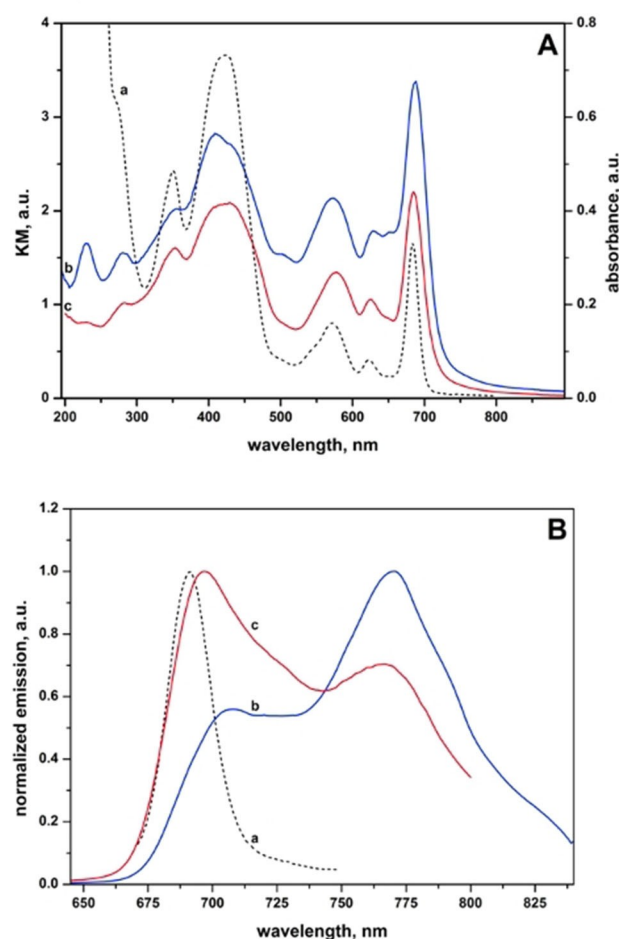 A
4
3
2
1
0
KM, a.u.
0.8
0.6
0.4
0.2
0.0
absorbance, a.u.
a
b
c
200 300 400 500 600 700 800
wavelength, nm
B
1.2
1.0
0.8
0.6
0.4
0.2
0.0
normalized emission, a.u.
c
b
a
650 675 700 725 750 775 800 825
wavelength, nm